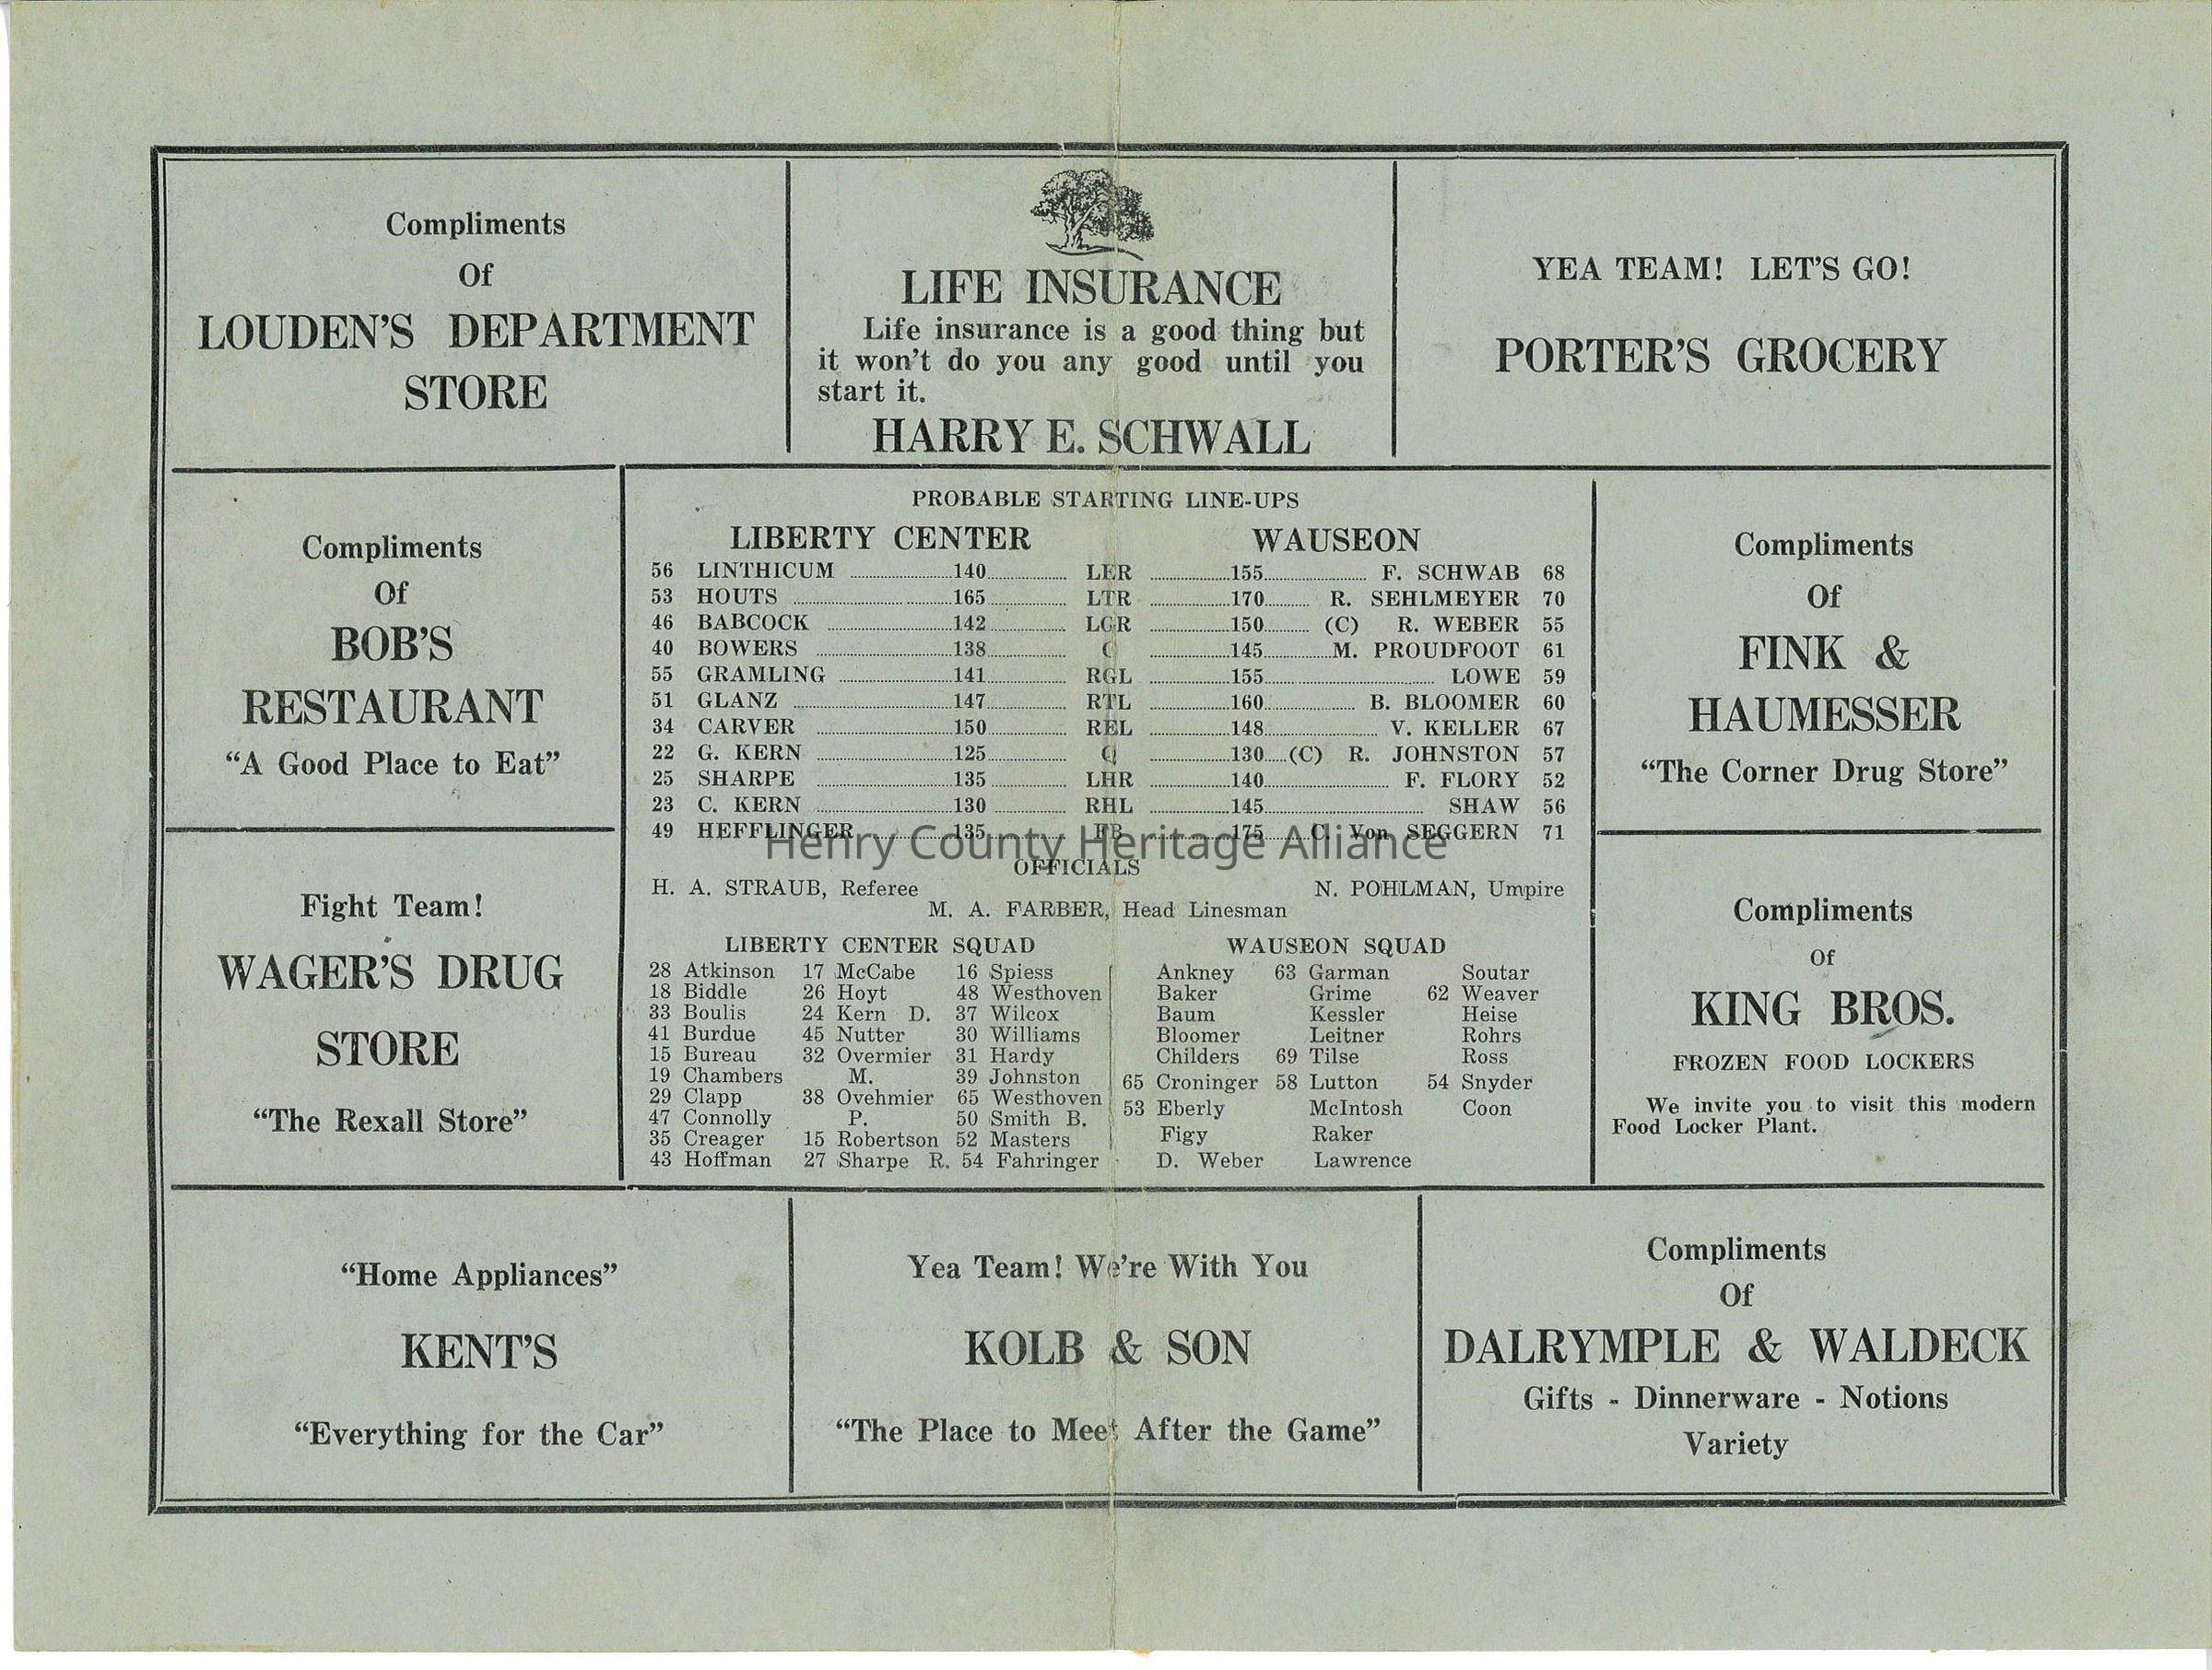 Compliments
Of
LOUDEN'S DEPARTMENT
STORE
LIFE INSURANCE
Life insurance is a good thing but
it won't do you any good until you
start it.
HARRY E. SCHWALL
YEA TEAM! LET'S GO!
PORTER'S GROCERY
Compliments
Of
BOB'S
RESTAURANT
"A Good Place to Eat"
Fight Team!
WAGER'S DRUG
STORE
"The Rexall Store"
PROBABLE STARTING LINE-UPS
LIBERTY CENTER WAUSEON
56 LINTHICUM 140 LER 155 F. SCHWAB 68
53 HOUTS 165 LTR 170 R. SEHLMEYER 70
46 BABCOCK 142 LGR 150 (C) R. WEBER 55
40 BOWERS 138 C 145 M. PROUDFOOT 61
55 GRAMLING 141 RGL 155 LOWE 59
51 GLANZ 147 RTL 160 B. BLOOMER 60
34 CARVER 150 REL 148 V. KELLER 67
22 G. KERN 125 Q 130 (C) R. JOHNSTON 57
25 SHARPE 135 LHR 140 F. FLORY 52
23 C. KERN 130 RHL 145 SHAW 56
49 HEFFLINGER 135 FB 175 C. Von SEGGERN 71
Henry County Heritage Alliance
OFFICIALS
H. A. STRAUB, Referee N. POHLMAN, Umpire
M. A. FARBER, Head Linesman
LIBERTY CENTER SQUAD
28 Atkinson 17 McCabe 16 Spiess
18 Biddle 26 Hoyt 48 Westhoven
33 Boulis 24 Kern D. 37 Wilcox
41 Burdue 45 Nutter 30 Williams
15 Bureau 32 Overmier 31 Hardy
19 Chambers M. 39 Johnston
29 Clapp 38 Ovehmier 65 Westhoven
47 Connolly P. 50 Smith B.
35 Creager 15 Robertson 52 Masters
43 Hoffman 27 Sharpe R. 54 Fahringer
WAUSEON SQUAD
Ankney 63 Garman Soutar
Baker Grime 62 Weaver
Baum Kessler Heise
Bloomer Leitner Rohrs
Childers 69 Tilse Ross
65 Croninger 58 Lutton 54 Snyder
53 Eberly McIntosh Coon
Figy Raker
D. Weber Lawrence
Compliments
Of
FINK &
HAUMESSER
"The Corner Drug Store"
Compliments
Of
KING BROS.
FROZEN FOOD LOCKERS
We invite you to visit this modern
Food Locker Plant.
"Home Appliances"
KENT'S
"Everything for the Car"
Yea Team! We're With You
KOLB & SON
"The Place to Meet After the Game"
Compliments
Of
DALRYMPLE & WALDECK
Gifts - Dinnerware - Notions
Variety